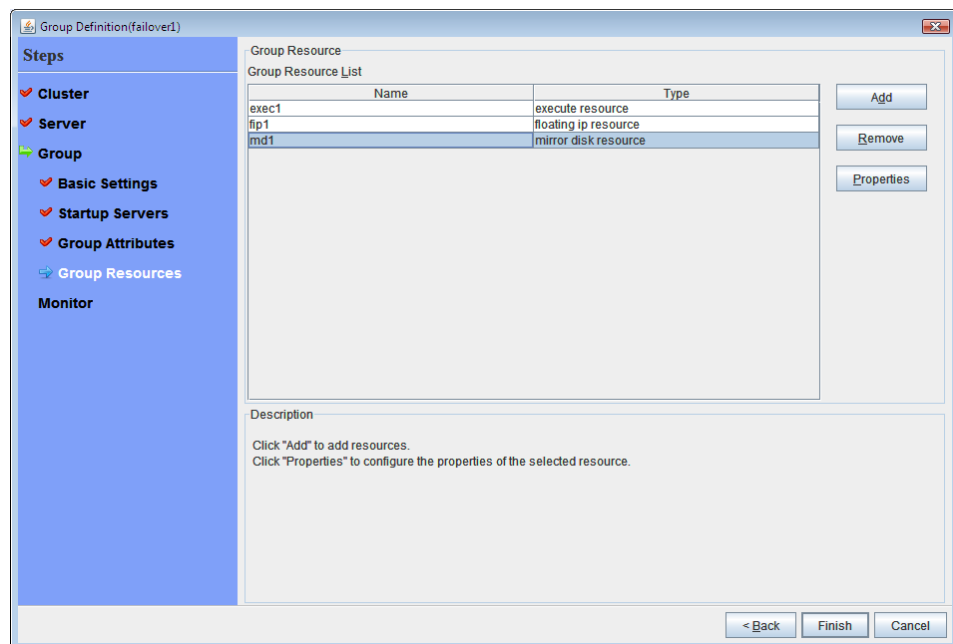 Group Definition(failover1)
Steps
Cluster
Server
Group
Basic Settings
Startup Servers
Group Attributes
Group Resources
Monitor
Group Resource
Group Resource List
Name Type
exec1 execute resource
fip1 floating ip resource
md1 mirror disk resource
Add
Remove
Properties
Description
Click "Add" to add resources.
Click "Properties" to configure the properties of the selected resource.
< Back Finish Cancel